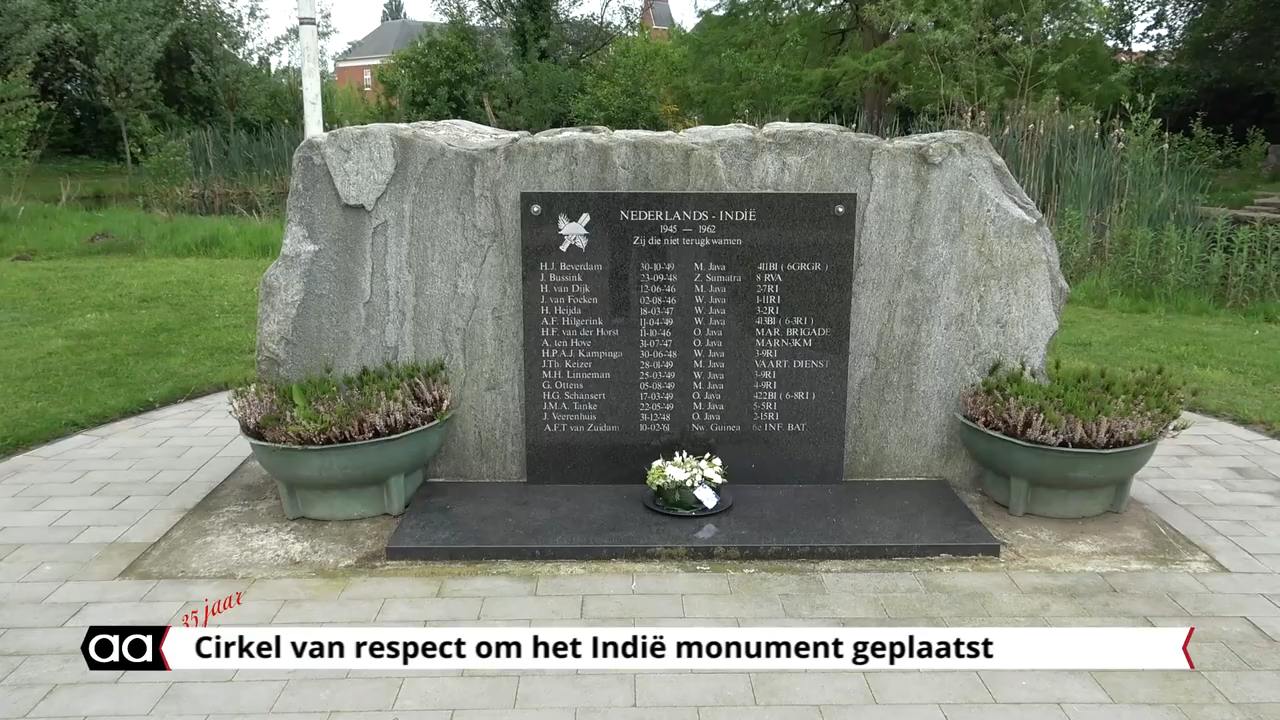 NEDERLANDS - INDIË
1945 — 1962
Zij die niet terugkwamen
H.J. Beverdam 30-10-'49 M. Java 411BI ( 6GRGR )
J. Bussink 23-09-'48 Z. Sumatra 8 RVA
H. van Dijk 12-06-'46 M. Java 2-7RI
J. van Foeken 02-08-'46 W. Java 1-11RI
H. Heijda 18-03-'47 W. Java 3-2RI
A.F. Hilgerink 11-04-'49 W. Java 413BI ( 6-3RI )
H.F. van der Horst 11-10-'46 O. Java MAR. BRIGADE
A. ten Hove 31-07-'47 O. Java MARN-3KM
H.P.A.J. Kampinga 30-06-'48 W. Java 3-9RI
J.Th. Keizer 28-01-'49 M. Java VAART. DIENST
M.H. Linneman 25-03-'49 W. Java 3-9RI
G. Ottens 05-08-'49 M. Java 4-9RI
H.G. Schansert 17-03-'49 O. Java 422BI ( 6-8RI )
J.M.A. Tanke 22-05-'49 M. Java 5-5RI
J. Veerenhuis 31-12-'48 O. Java 2-15RI
A.F.T van Zuidam 10-02-'61 Nw. Guinea 6e INF. BAT.
35 jaar
aa Cirkel van respect om het Indië monument geplaatst